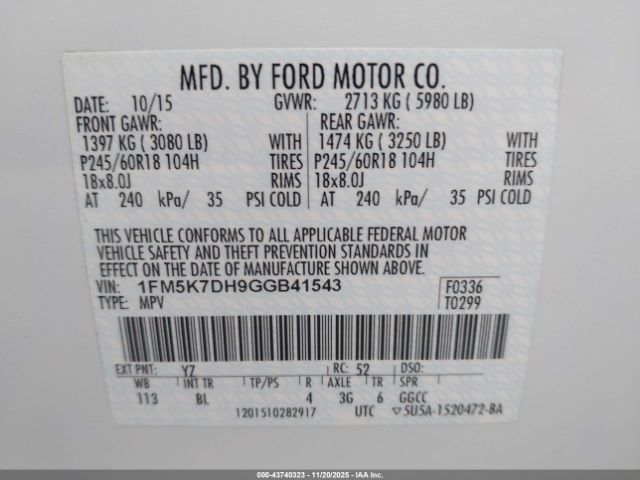 MFD. BY FORD MOTOR CO.
DATE: 10/15 GVWR: 2713 KG ( 5980 LB)
FRONT GAWR: REAR GAWR:
1397 KG ( 3080 LB) WITH 1474 KG ( 3250 LB) WITH
P245/60R18 104H TIRES P245/60R18 104H TIRES
18x8.0J RIMS 18x8.0J RIMS
AT 240 kPa/ 35 PSI COLD AT 240 kPa/ 35 PSI COLD
THIS VEHICLE CONFORMS TO ALL APPLICABLE FEDERAL MOTOR
VEHICLE SAFETY AND THEFT PREVENTION STANDARDS IN
EFFECT ON THE DATE OF MANUFACTURE SHOWN ABOVE.
VIN: 1FM5K7DH9GGB41543 F0336
TYPE: MPV T0299
EXT PNT: YZ RC: 52 DSO:
WB INT TR TP/PS R AXLE TR SPR
113 BL 4 3G 6 GGCC
1201510282917 UTC ▽5U5A-1520472-BA
000-43740323 - 11/20/2025 - IAAI.com